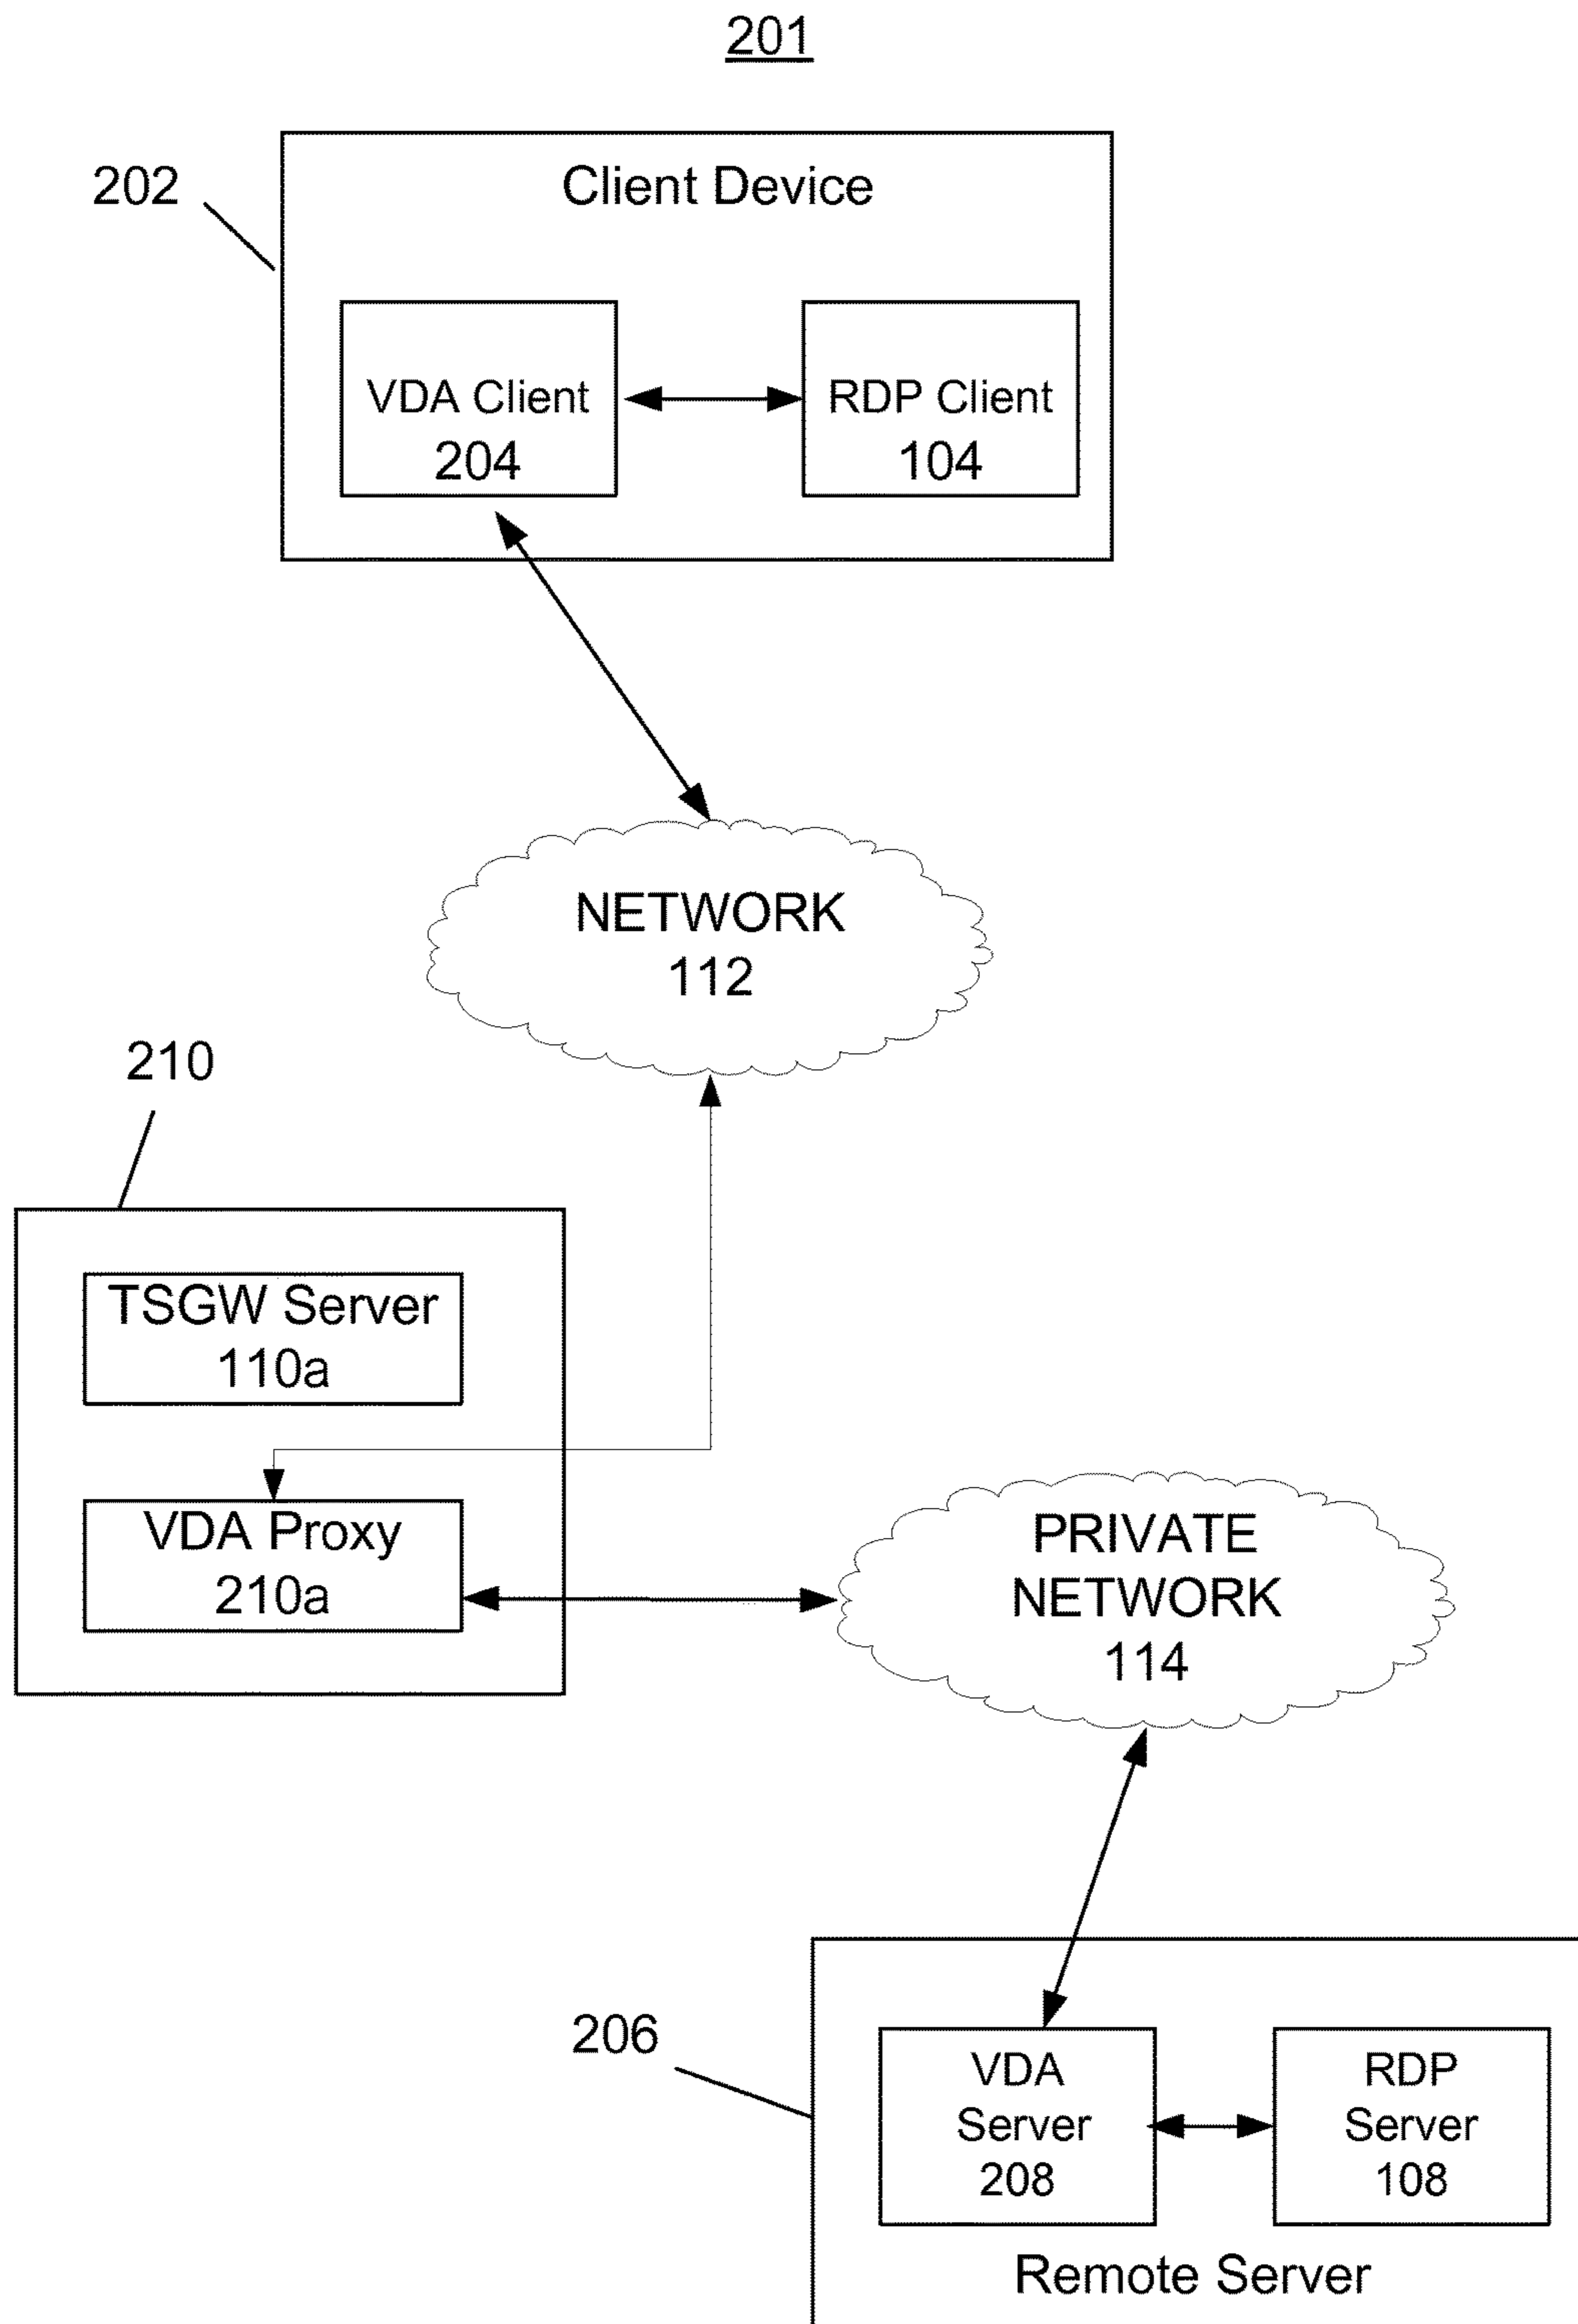 201
202
Client Device
VDA Client
204
RDP Client
104
NETWORK
112
210
TSGW Server
110a
VDA Proxy
210a
PRIVATE
NETWORK
114
206
VDA
Server
208
RDP
Server
108
Remote Server